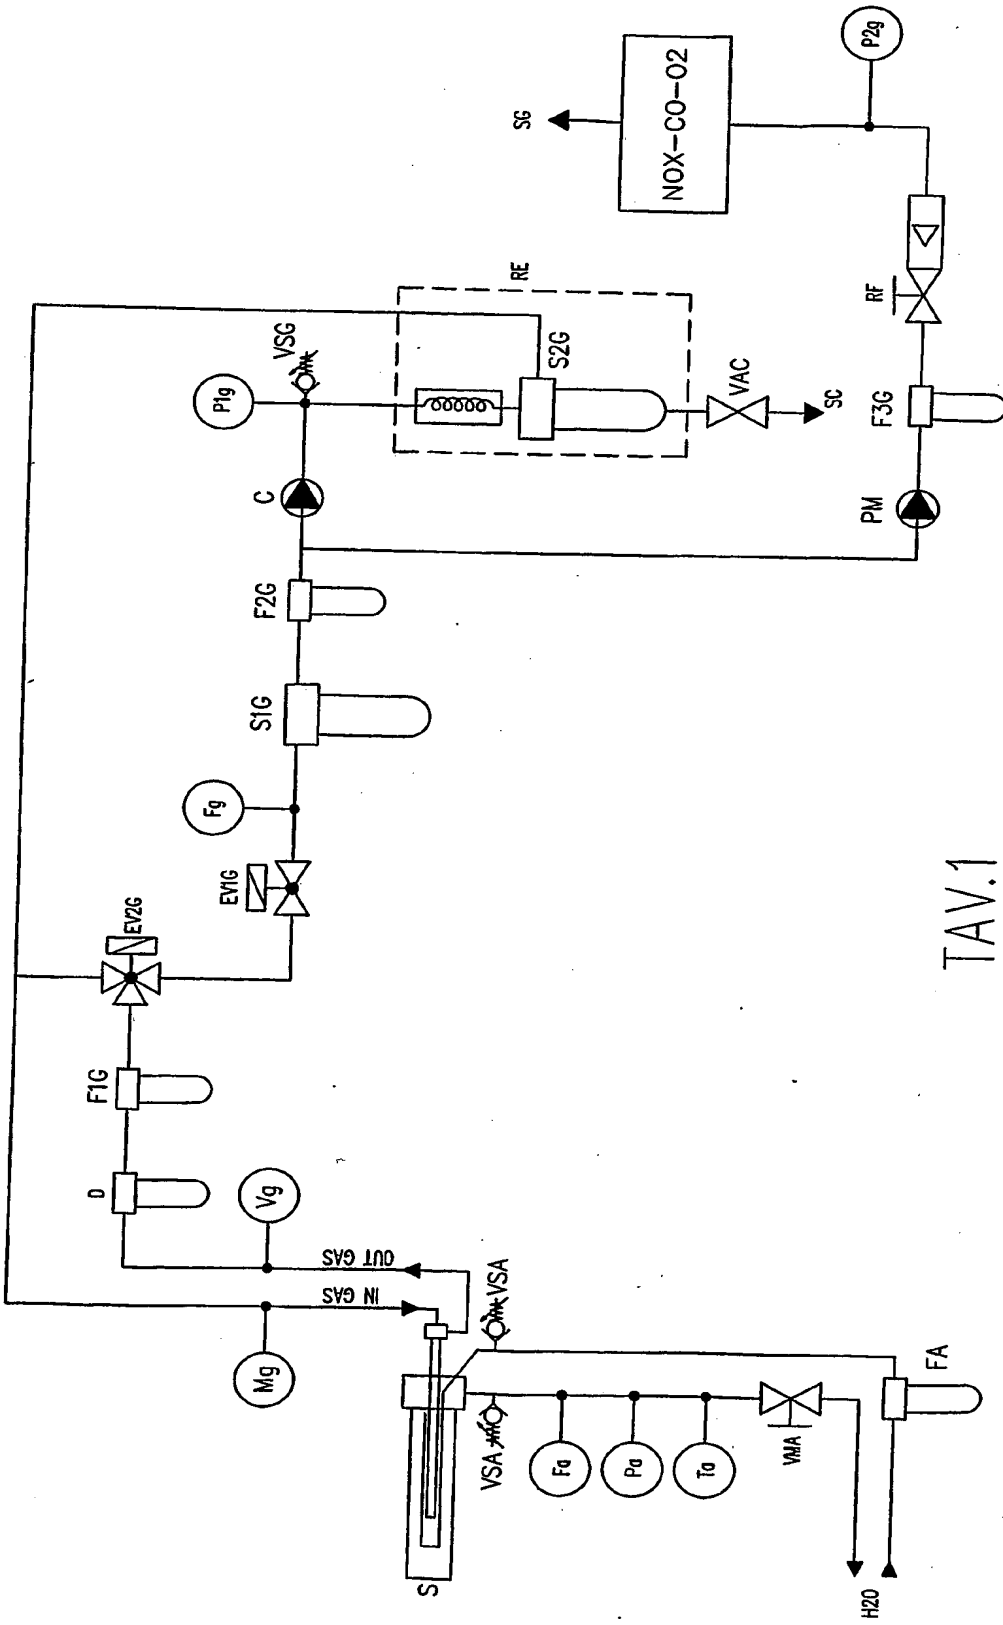 Mg
IN GAS
OUT GAS
Vg
D
F1G
EV2G
EV1G
Fg
S1G
F2G
C
P1g
VSG
RE
S2G
VAC
SC
PM
F3G
RF
P2g
NOX-CO-O2
SG
S
VSA
VSA
Fa
Pa
Ta
VMA
FA
H2O
TAV.1